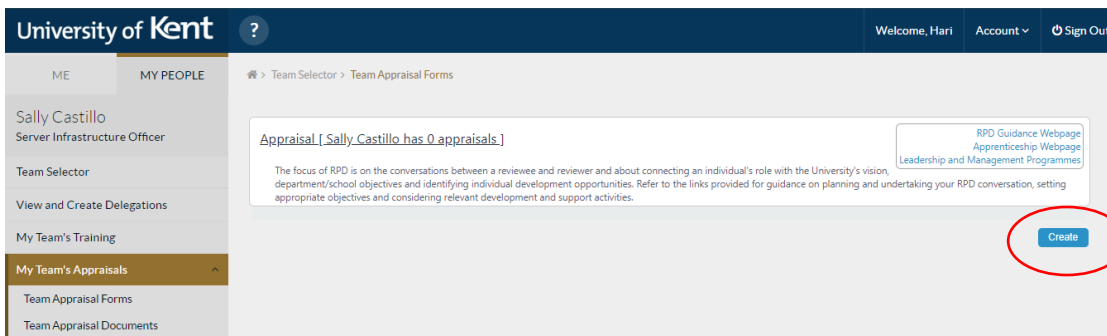 University of Kent
?
Welcome, Hari
Account
Sign Out
ME
MY PEOPLE
> Team Selector > Team Appraisal Forms
Sally Castillo
Server Infrastructure Officer
Team Selector
View and Create Delegations
My Team's Training
My Team's Appraisals
Team Appraisal Forms
Team Appraisal Documents
Appraisal [ Sally Castillo has 0 appraisals ]
RPD Guidance Webpage
Apprenticeship Webpage
Leadership and Management Programmes
The focus of RPD is on the conversations between a reviewee and reviewer and about connecting an individual's role with the University's vision,
department/school objectives and identifying individual development opportunities. Refer to the links provided for guidance on planning and undertaking your RPD conversation, setting
appropriate objectives and considering relevant development and support activities.
Create